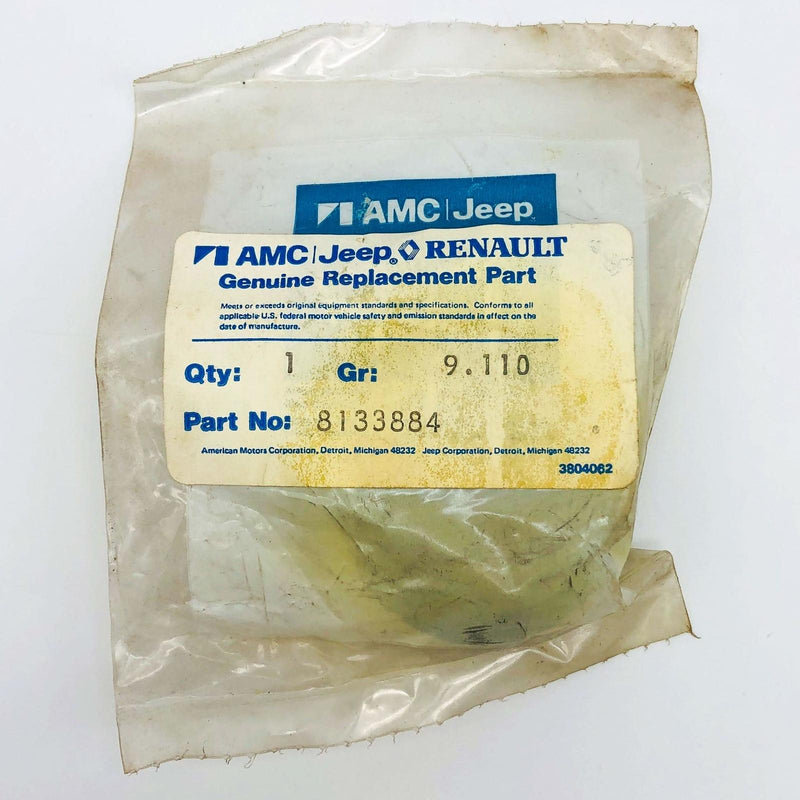 AMC|Jeep
AMC|Jeep® RENAULT
Genuine Replacement Part
Meets or exceeds original equipment standards and specifications. Conforms to all
applicable U.S. federal motor vehicle safety and emission standards in effect on the
date of manufacture.
Qty: 1 Gr: 9.110
Part No: 8133884
American Motors Corporation, Detroit, Michigan 48232 Jeep Corporation, Detroit, Michigan 48232
3804062